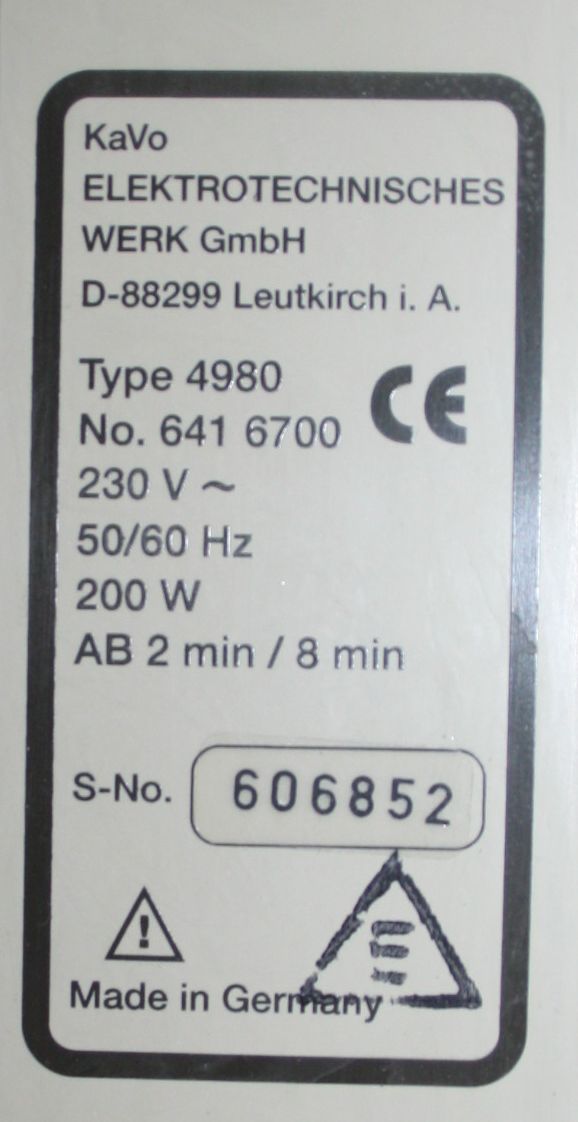 KaVo
ELEKTROTECHNISCHES
WERK GmbH
D-88299 Leutkirch i. A.
Type 4980
No. 641 6700
CE
230 V ~
50/60 Hz
200 W
AB 2 min / 8 min
S-No. 606852
!
E
Made in Germany